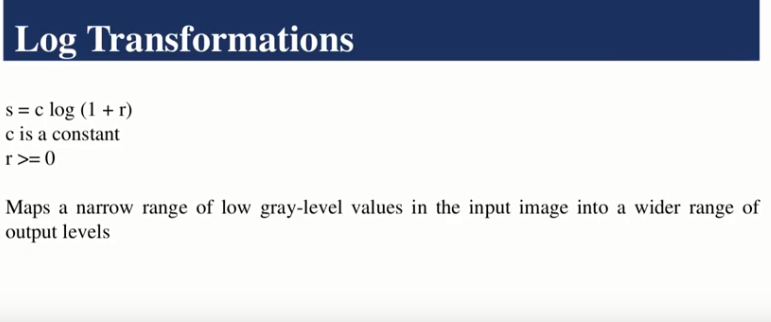 Log Transformations
s = c log (1 + r)
c is a constant
r >= 0
Maps a narrow range of low gray-level values in the input image into a wider range of
output levels